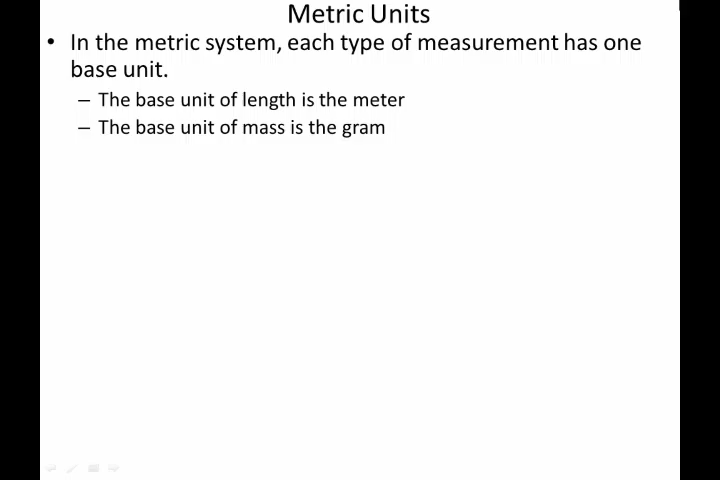 Metric Units
• In the metric system, each type of measurement has one
base unit.
– The base unit of length is the meter
– The base unit of mass is the gram